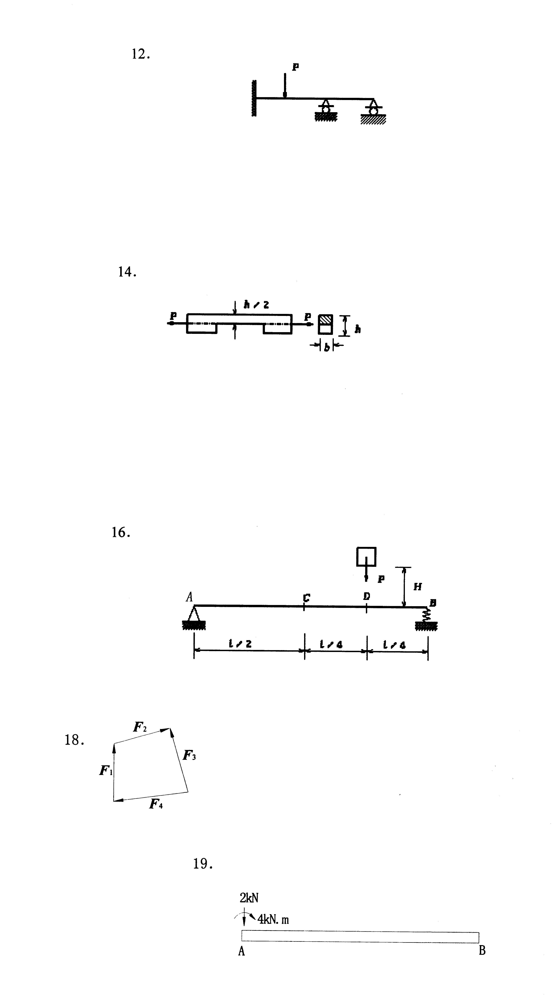 12.
P
14.
h/2
P P
h
b
16.
P
H
A C D B
l/2 l/4 l/4
F2
18.
F3
F1
F4
19.
2kN
4kN.m
A B